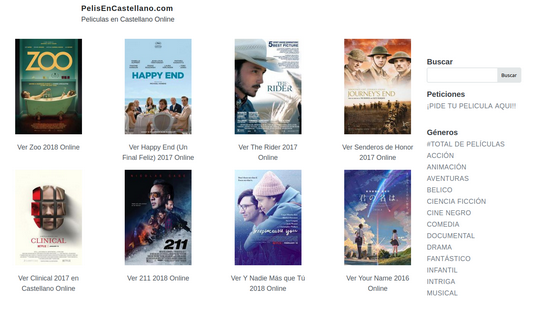 PelisEnCastellano.com
Peliculas en Castellano Online
ZOO
HAPPY END
THE RIDER
JOURNEY'S END
Ver Zoo 2018 Online
Ver Happy End (Un
Final Feliz) 2017 Online
Ver The Rider 2017
Online
Ver Senderos de Honor
2017 Online
CLINICAL
211
君の名は
Ver Clinical 2017 en
Castellano Online
Ver 211 2018 Online
Ver Y Nadie Más que Tú
2018 Online
Ver Your Name 2016
Online
Buscar
Buscar
Peticiones
¡PIDE TU PELICULA AQUI!!
Géneros
#TOTAL DE PELÍCULAS
ACCIÓN
ANIMACIÓN
AVENTURAS
BELICO
CIENCIA FICCIÓN
CINE NEGRO
COMEDIA
DOCUMENTAL
DRAMA
FANTÁSTICO
INFANTIL
INTRIGA
MUSICAL